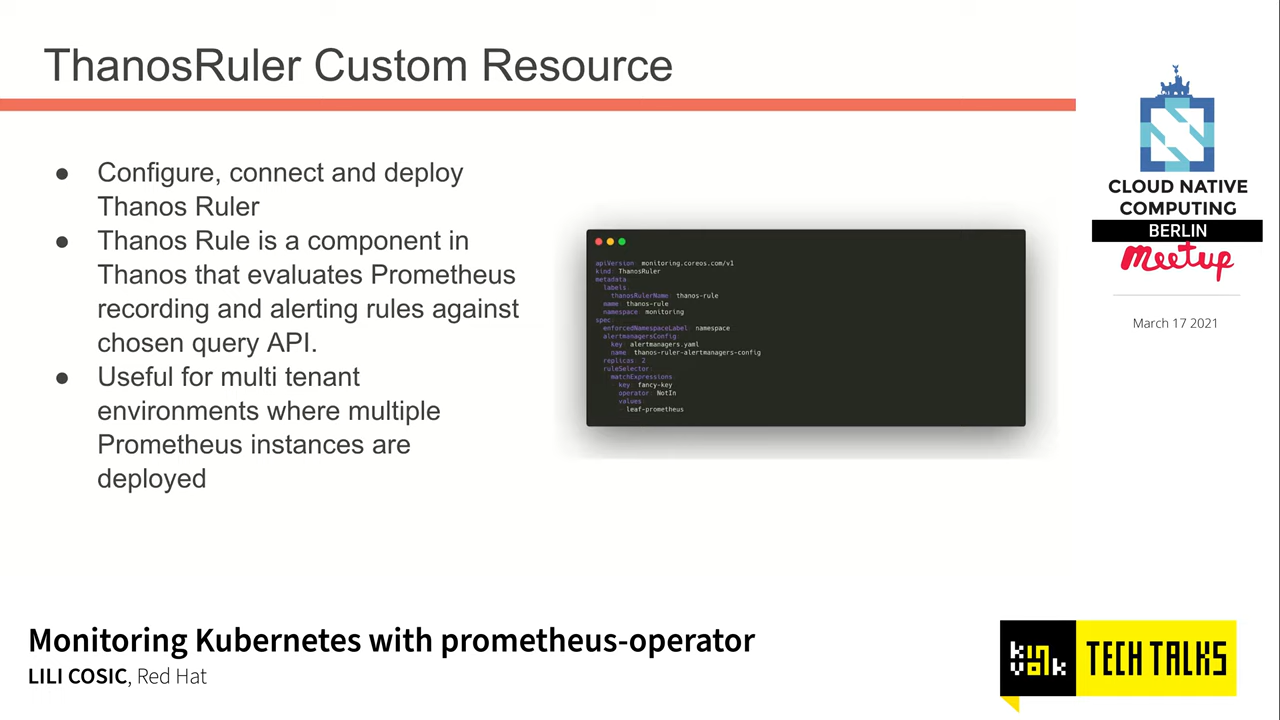 ThanosRuler Custom Resource
● Configure, connect and deploy
Thanos Ruler
● Thanos Rule is a component in
Thanos that evaluates Prometheus
recording and alerting rules against
chosen query API.
● Useful for multi tenant
environments where multiple
Prometheus instances are
deployed
apiVersion: monitoring.coreos.com/v1
kind: ThanosRuler
metadata:
labels:
thanosRulerName: thanos-rule
name: thanos-rule
namespace: monitoring
spec:
enforcedNamespaceLabel: namespace
alertmanagersConfig:
key: alertmanagers.yaml
name: thanos-ruler-alertmanagers-config
replicas: 2
ruleSelector:
matchExpressions:
- key: fancy-key
operator: NotIn
values:
- leaf-prometheus
CLOUD NATIVE
COMPUTING
BERLIN
Meetup
March 17 2021
Monitoring Kubernetes with prometheus-operator
LILI COSIC, Red Hat
kinvolk
TECH TALKS